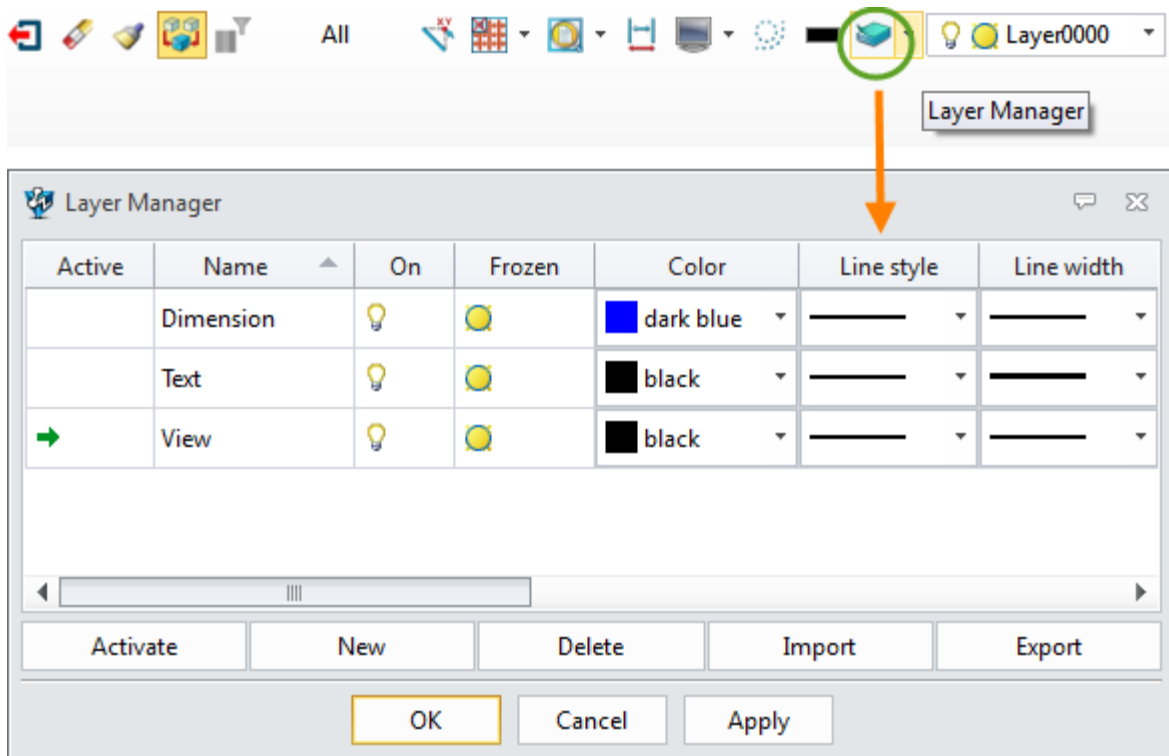 All
XY
Layer0000
Layer Manager
Layer Manager
Active Name On Frozen Color Line style Line width
Dimension dark blue
Text black
View black
Activate New Delete Import Export
OK Cancel Apply